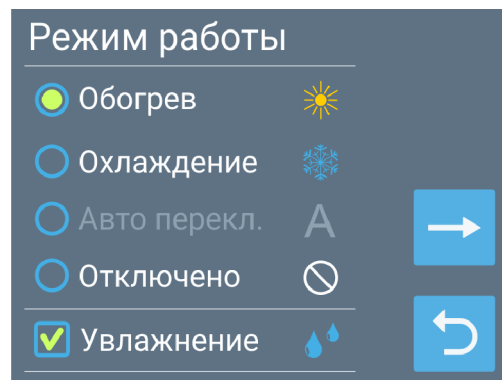 Режим работы
Обогрев
Охлаждение
Авто перекл. A
Отключено
Увлажнение